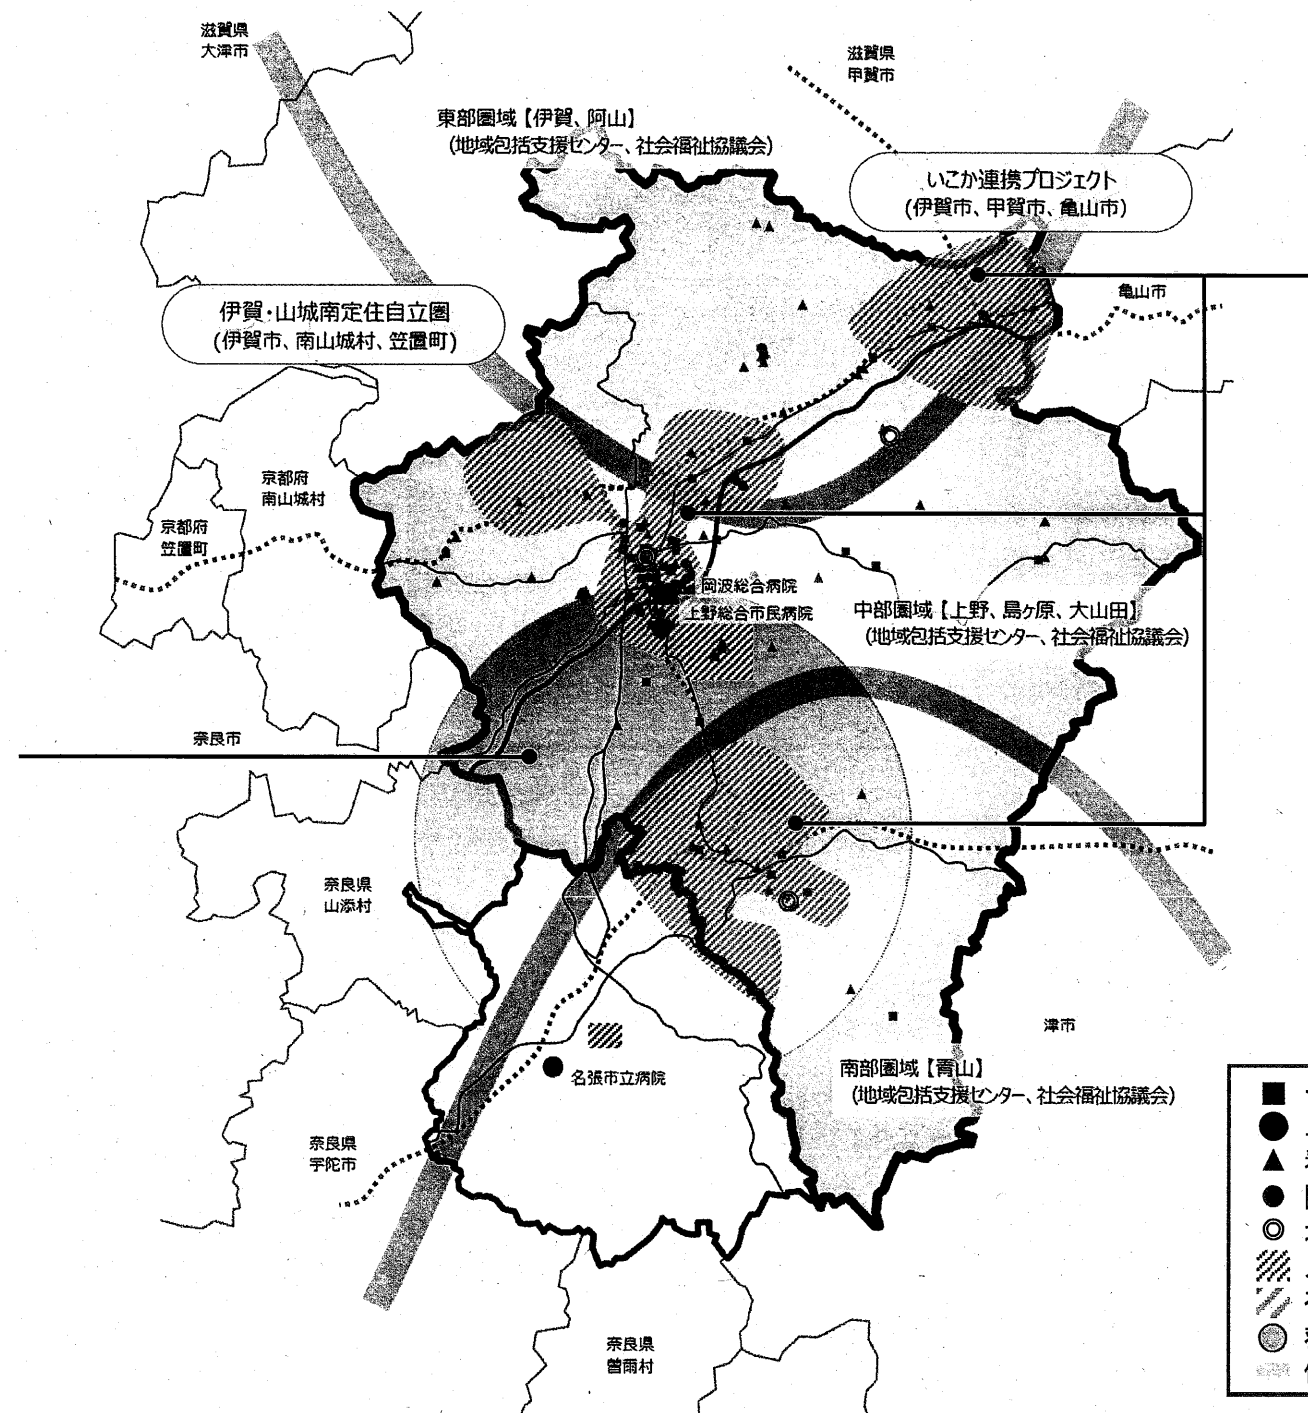 滋賀県
大津市
滋賀県
甲賀市
東部圏域【伊賀、阿山】
(地域包括支援センター、社会福祉協議会)
いこか連携プロジェクト
(伊賀市、甲賀市、亀山市)
亀山市
伊賀・山城南定住自立圏
(伊賀市、南山城村、笠置町)
京都府
南山城村
京都府
笠置町
岡波総合病院
上野総合市民病院
中部圏域【上野、島ヶ原、大山田】
(地域包括支援センター、社会福祉協議会)
奈良市
奈良県
山添村
津市
名張市立病院
南部圏域【青山】
(地域包括支援センター、社会福祉協議会)
奈良県
宇陀市
奈良県
曽爾村